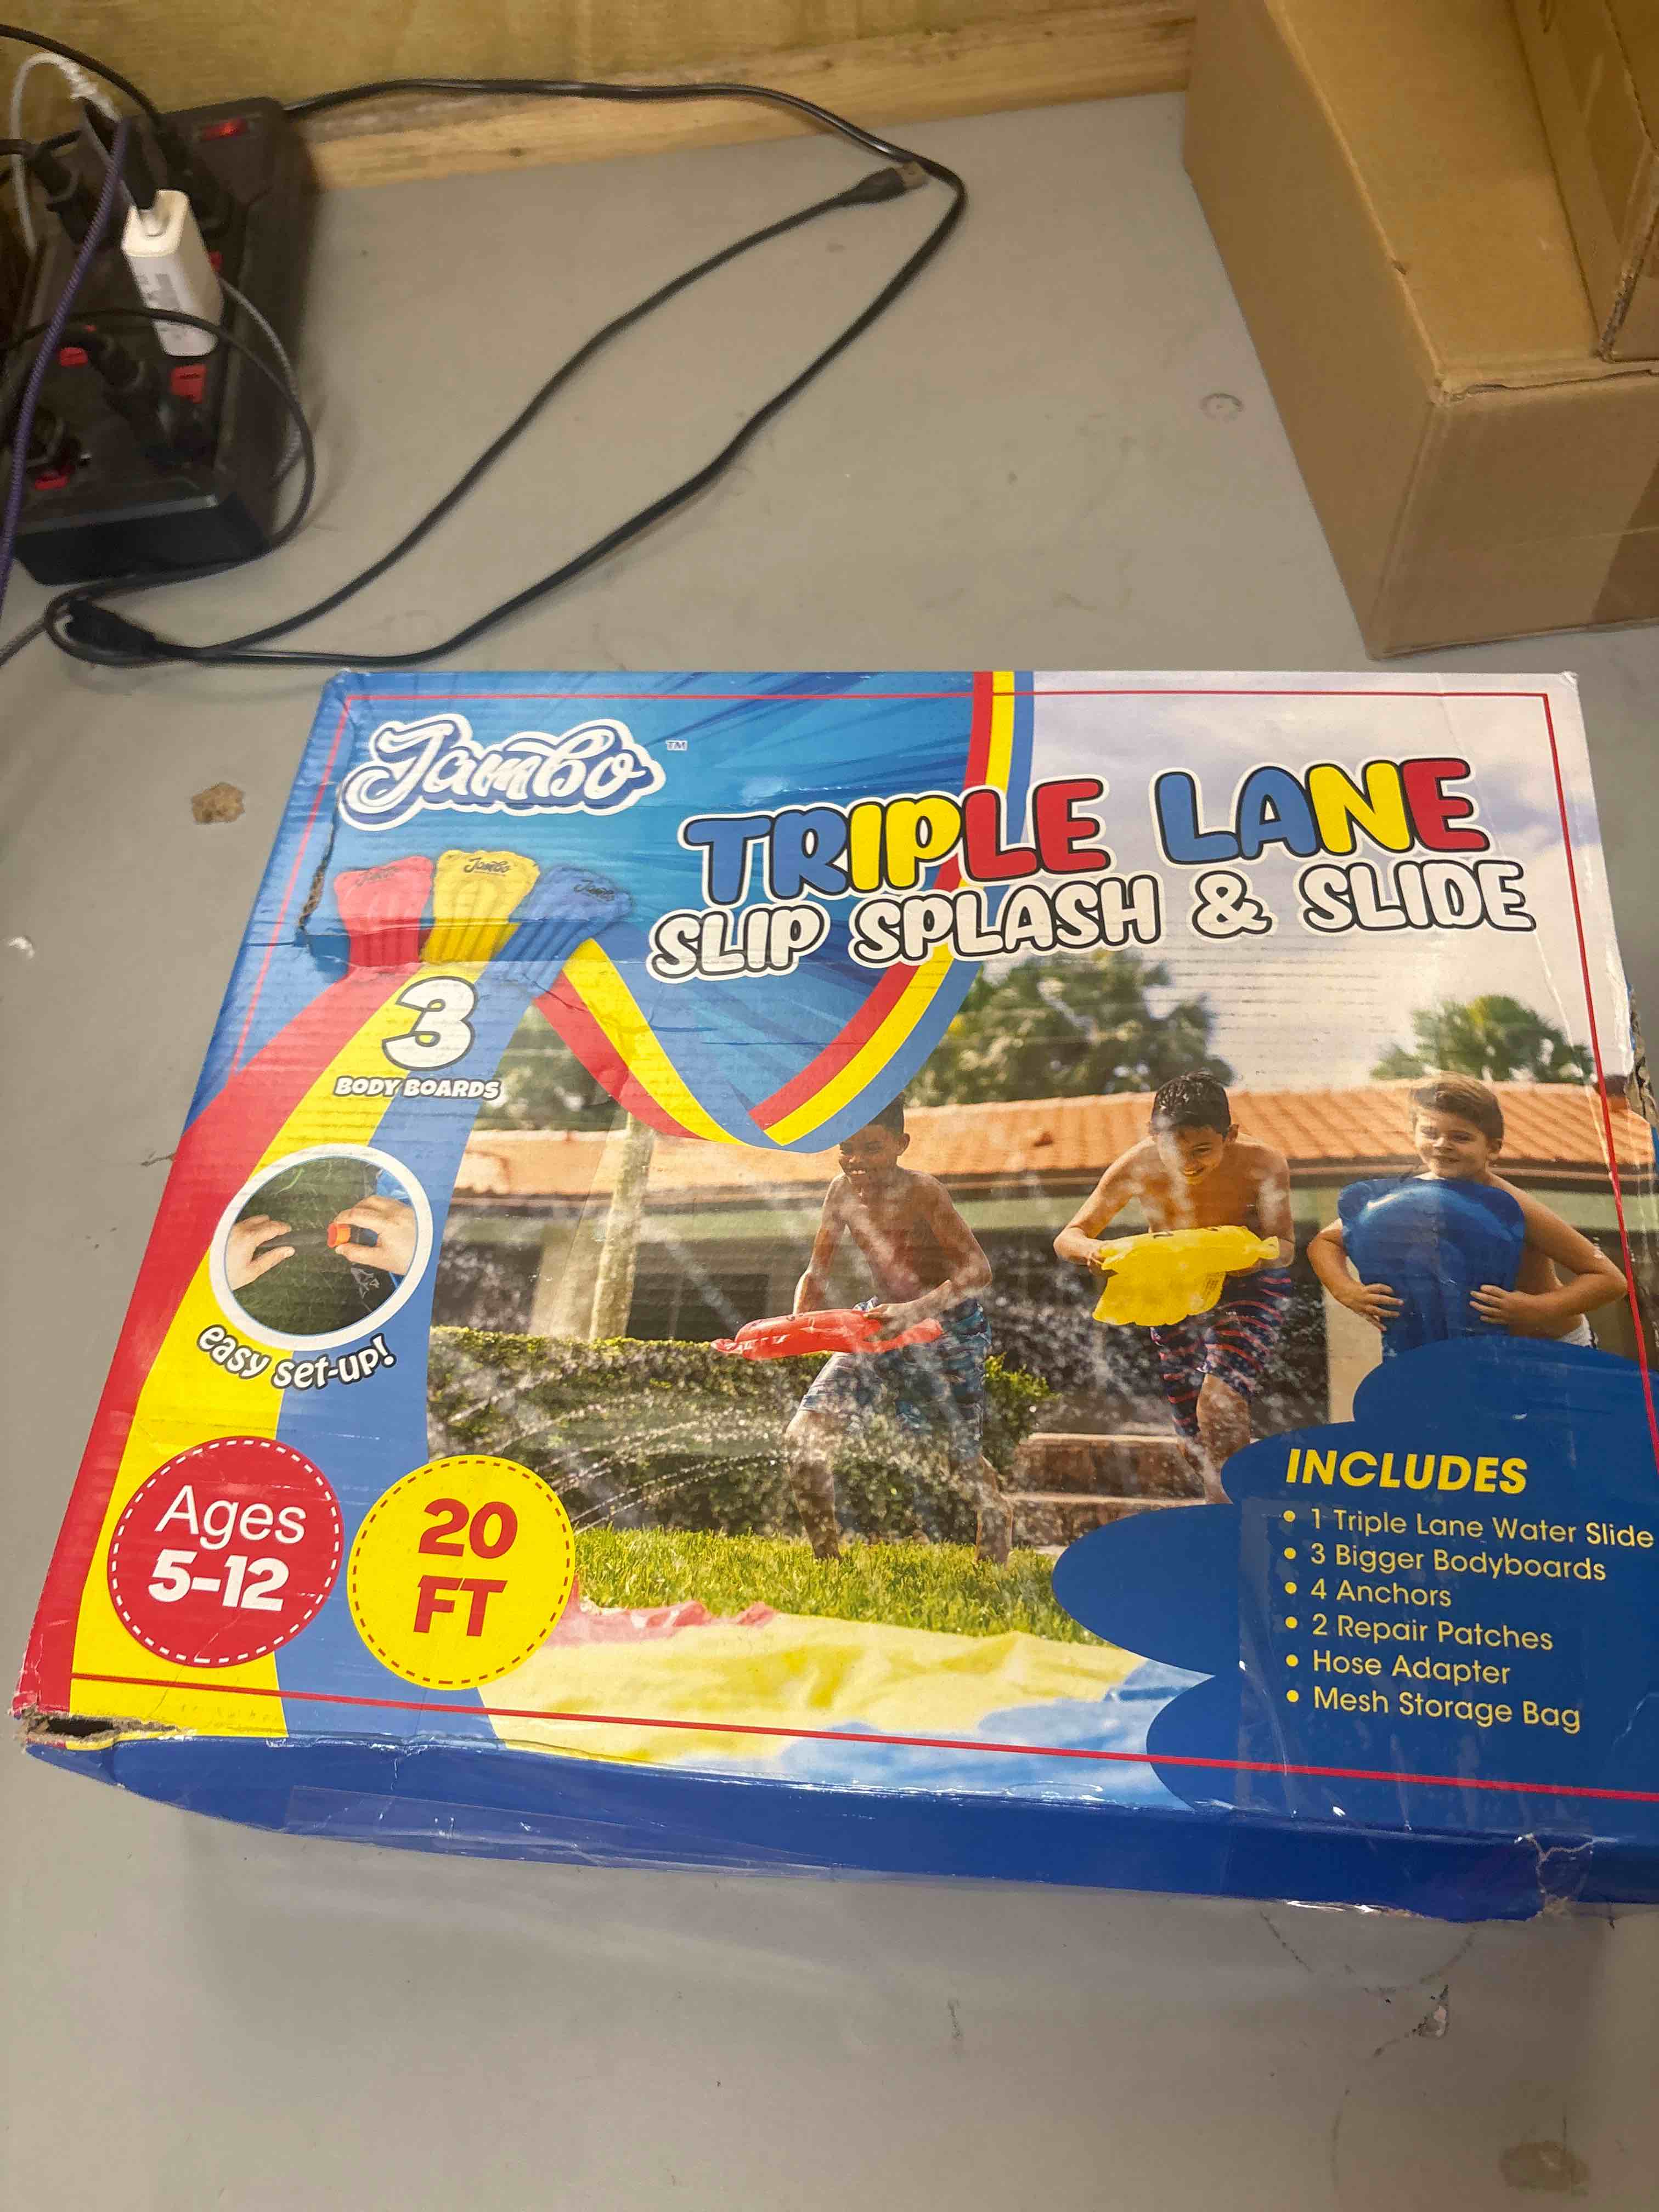 Jambo™
TRIPLE LANE
SLIP SPLASH & SLIDE
Jambo
3
BODY BOARDS
easy set-up!
Ages
5-12
20
FT
INCLUDES
• 1 Triple Lane Water Slide
• 3 Bigger Bodyboards
• 4 Anchors
• 2 Repair Patches
• Hose Adapter
• Mesh Storage Bag